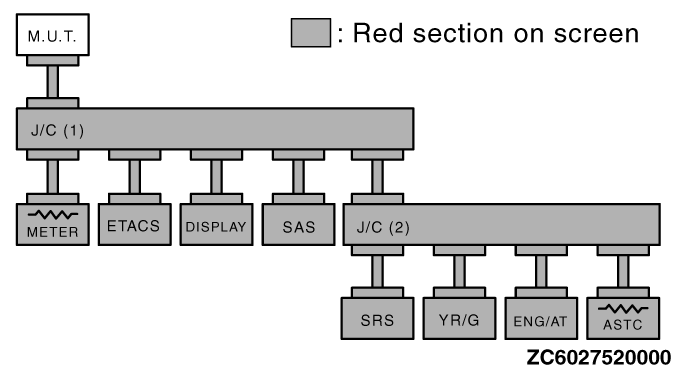 M.U.T.
: Red section on screen
J/C (1)
METER
ETACS
DISPLAY
SAS
J/C (2)
SRS
YR/G
ENG/AT
ASTC
ZC6027520000